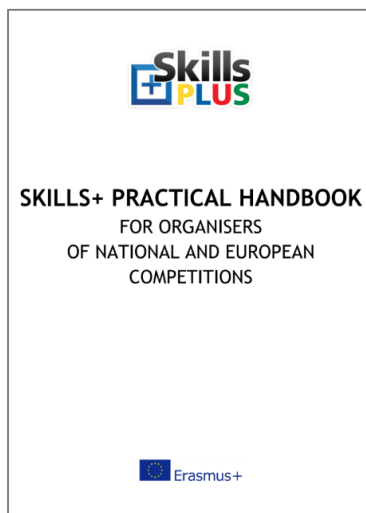 Skills
PLUS
SKILLS+ PRACTICAL HANDBOOK
FOR ORGANISERS
OF NATIONAL AND EUROPEAN
COMPETITIONS
Erasmus+